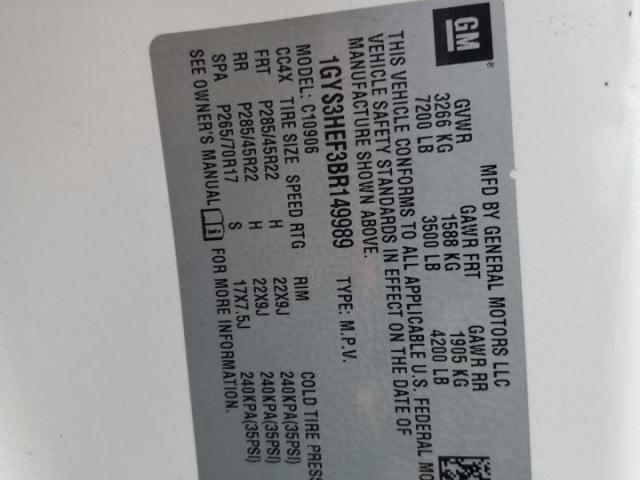 GM
MFD BY GENERAL MOTORS LLC
GVWR GAWR FRT GAWR RR
3266 KG 1588 KG 1905 KG
7200 LB 3500 LB 4200 LB
THIS VEHICLE CONFORMS TO ALL APPLICABLE U.S. FEDERAL
VEHICLE SAFETY STANDARDS IN EFFECT ON THE DATE OF
MANUFACTURE SHOWN ABOVE.
1GYS3HEF3BR149989 TYPE: M.P.V.
MODEL: C10906
CC4X TIRE SIZE SPEED RTG RIM COLD TIRE PRES
FRT P285/45R22 H 22X9J 240KPA(35PSI)
RR P285/45R22 H 22X9J 240KPA(35PSI)
SPA P265/70R17 S 17X7.5J 240KPA(35PSI)
SEE OWNER'S MANUAL i FOR MORE INFORMATION.